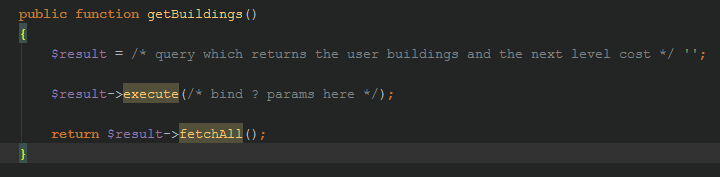 public function getBuildings()
{
$result = /* query which returns the user buildings and the next level cost */ '';
$result->execute(/* bind ? params here */);
return $result->fetchAll();
}